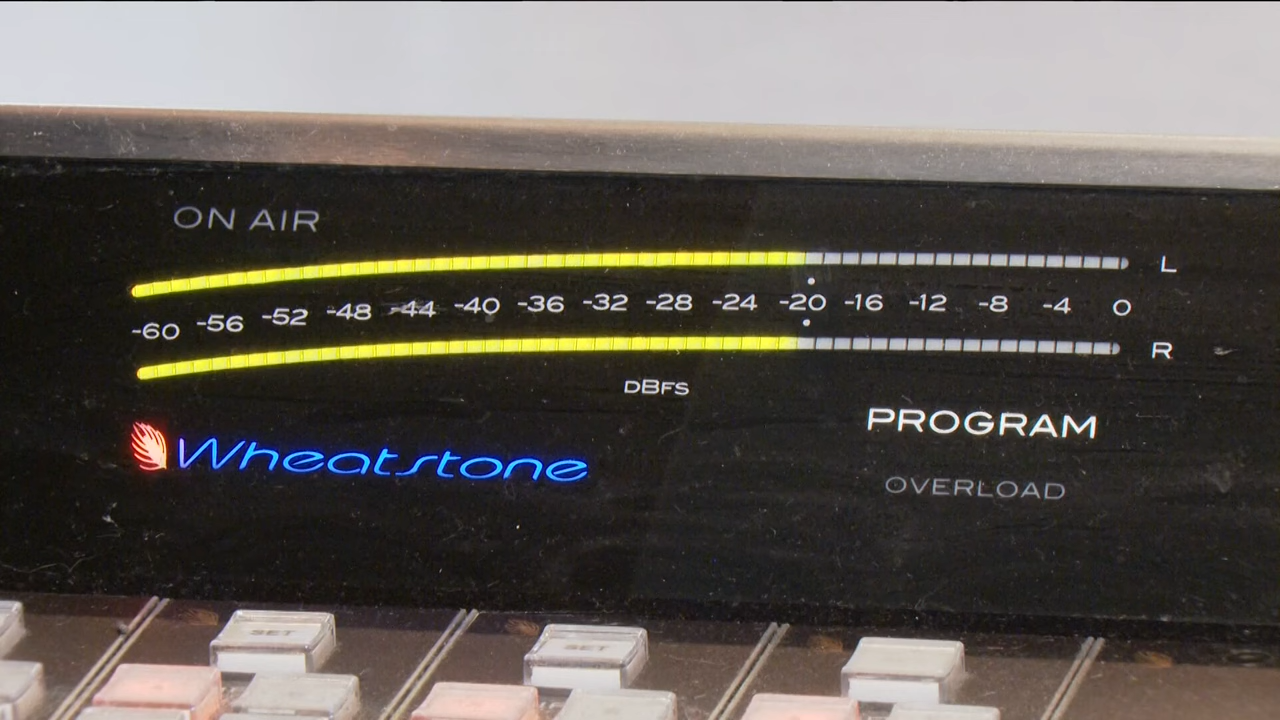 ON AIR
L
-60 -56 -52 -48 -44 -40 -36 -32 -28 -24 -20 -16 -12 -8 -4 0
R
DBFS
PROGRAM
Wheatstone
OVERLOAD
SET
SET